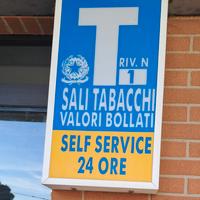 T
RIV. N
1
SALI TABACCHI
VALORI BOLLATI
SELF SERVICE
24 ORE